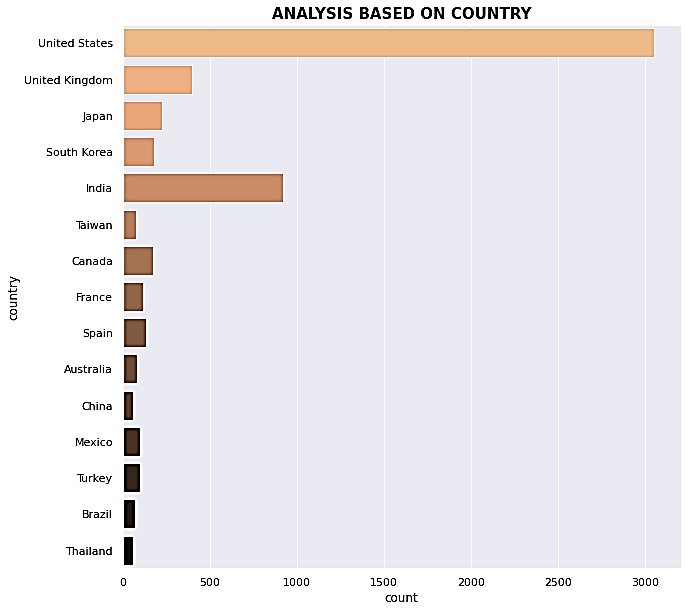 ANALYSIS BASED ON COUNTRY
United States
United Kingdom
Japan
South Korea
India
Taiwan
Canada
France
Spain
Australia
China
Mexico
Turkey
Brazil
Thailand
country
0 500 1000 1500 2000 2500 3000
count